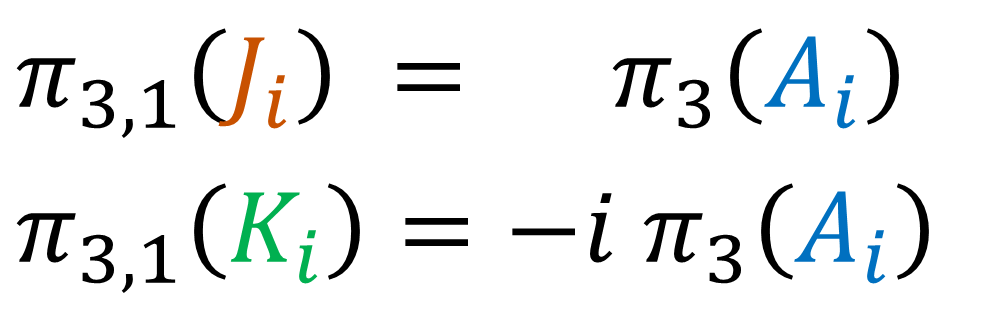 π₃,₁(Jᵢ) = π₃(Aᵢ)
π₃,₁(Kᵢ) = −i π₃(Aᵢ)